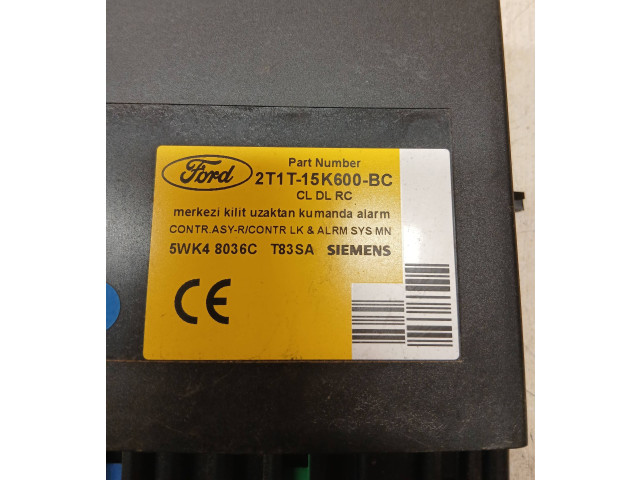 Ford
Part Number
2T1T-15K600-BC
CL DL RC
merkezi kilit uzaktan kumanda alarm
CONTR.ASY-R/CONTR LK & ALRM SYS MN
5WK4 8036C T83SA SIEMENS
CE